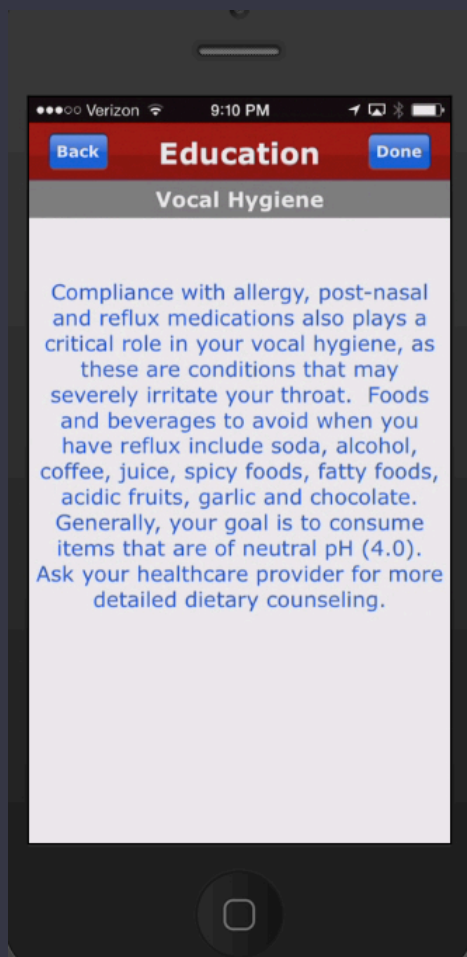 Verizon 9:10 PM
Back Education Done
Vocal Hygiene
Compliance with allergy, post-nasal
and reflux medications also plays a
critical role in your vocal hygiene, as
these are conditions that may
severely irritate your throat.  Foods
and beverages to avoid when you
have reflux include soda, alcohol,
coffee, juice, spicy foods, fatty foods,
acidic fruits, garlic and chocolate.
Generally, your goal is to consume
items that are of neutral pH (4.0).
Ask your healthcare provider for more
detailed dietary counseling.